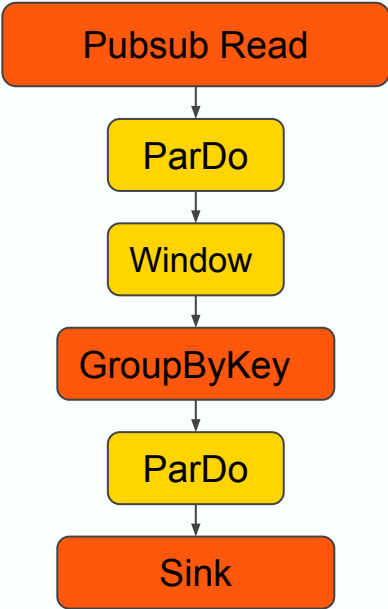 Pubsub Read
ParDo
Window
GroupByKey
ParDo
Sink